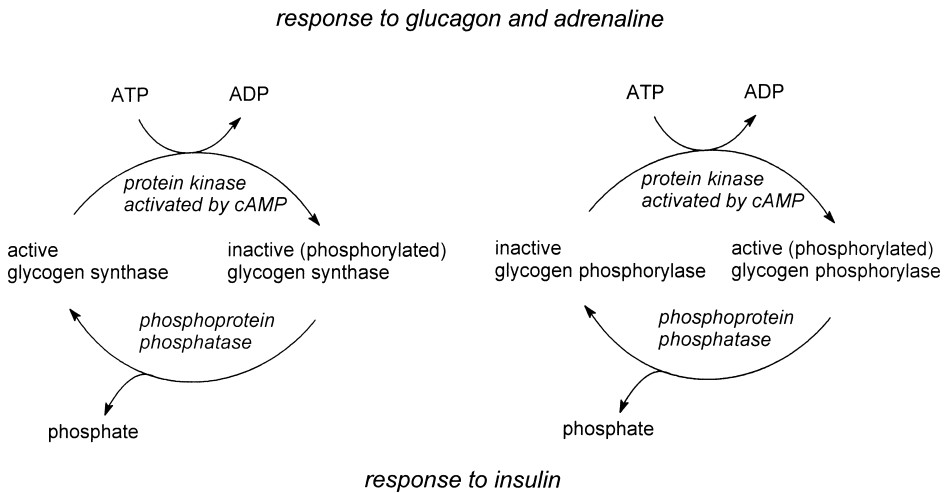 response to glucagon and adrenaline
ATP
ADP
protein kinase
activated by cAMP
active
glycogen synthase
inactive (phosphorylated)
glycogen synthase
phosphoprotein
phosphatase
phosphate
ATP
ADP
protein kinase
activated by cAMP
inactive
glycogen phosphorylase
active (phosphorylated)
glycogen phosphorylase
phosphoprotein
phosphatase
phosphate
response to insulin